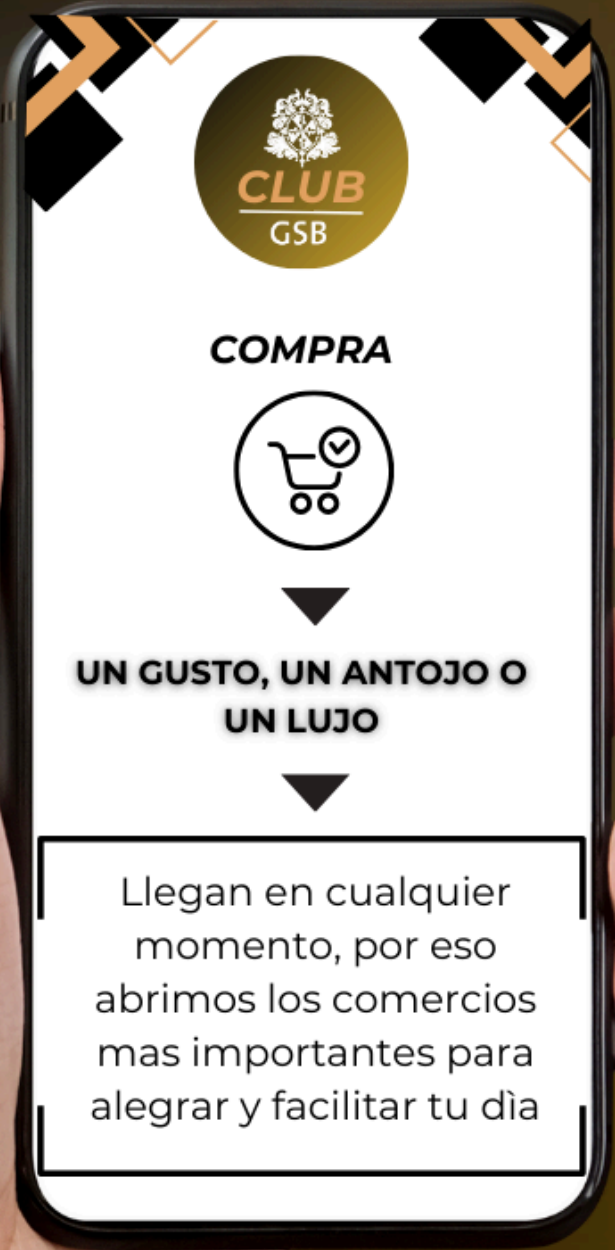 CLUB
GSB
COMPRA
UN GUSTO, UN ANTOJO O
UN LUJO
Llegan en cualquier
momento, por eso
abrimos los comercios
mas importantes para
alegrar y facilitar tu dìa